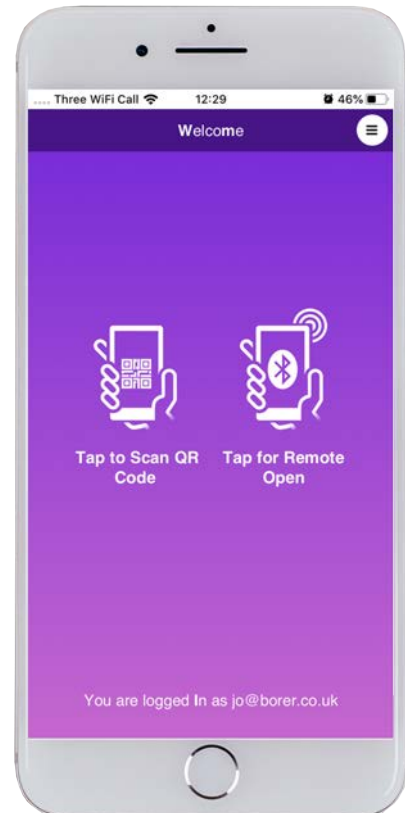 .... Three WiFi Call 12:29 46%
Welcome
Tap to Scan QR
Code
Tap for Remote
Open
You are logged In as jo@borer.co.uk